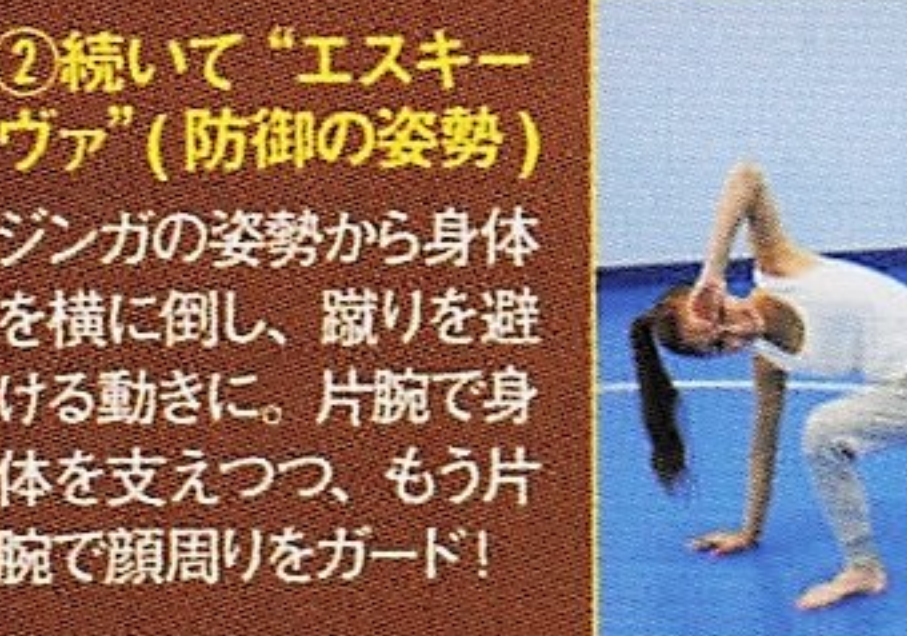 ②続いて“エスキー
ヴァ”(防御の姿勢)
ジンガの姿勢から身体
を横に倒し、蹴りを避
ける動きに。片腕で身
体を支えつつ、もう片
腕で顔周りをガード!